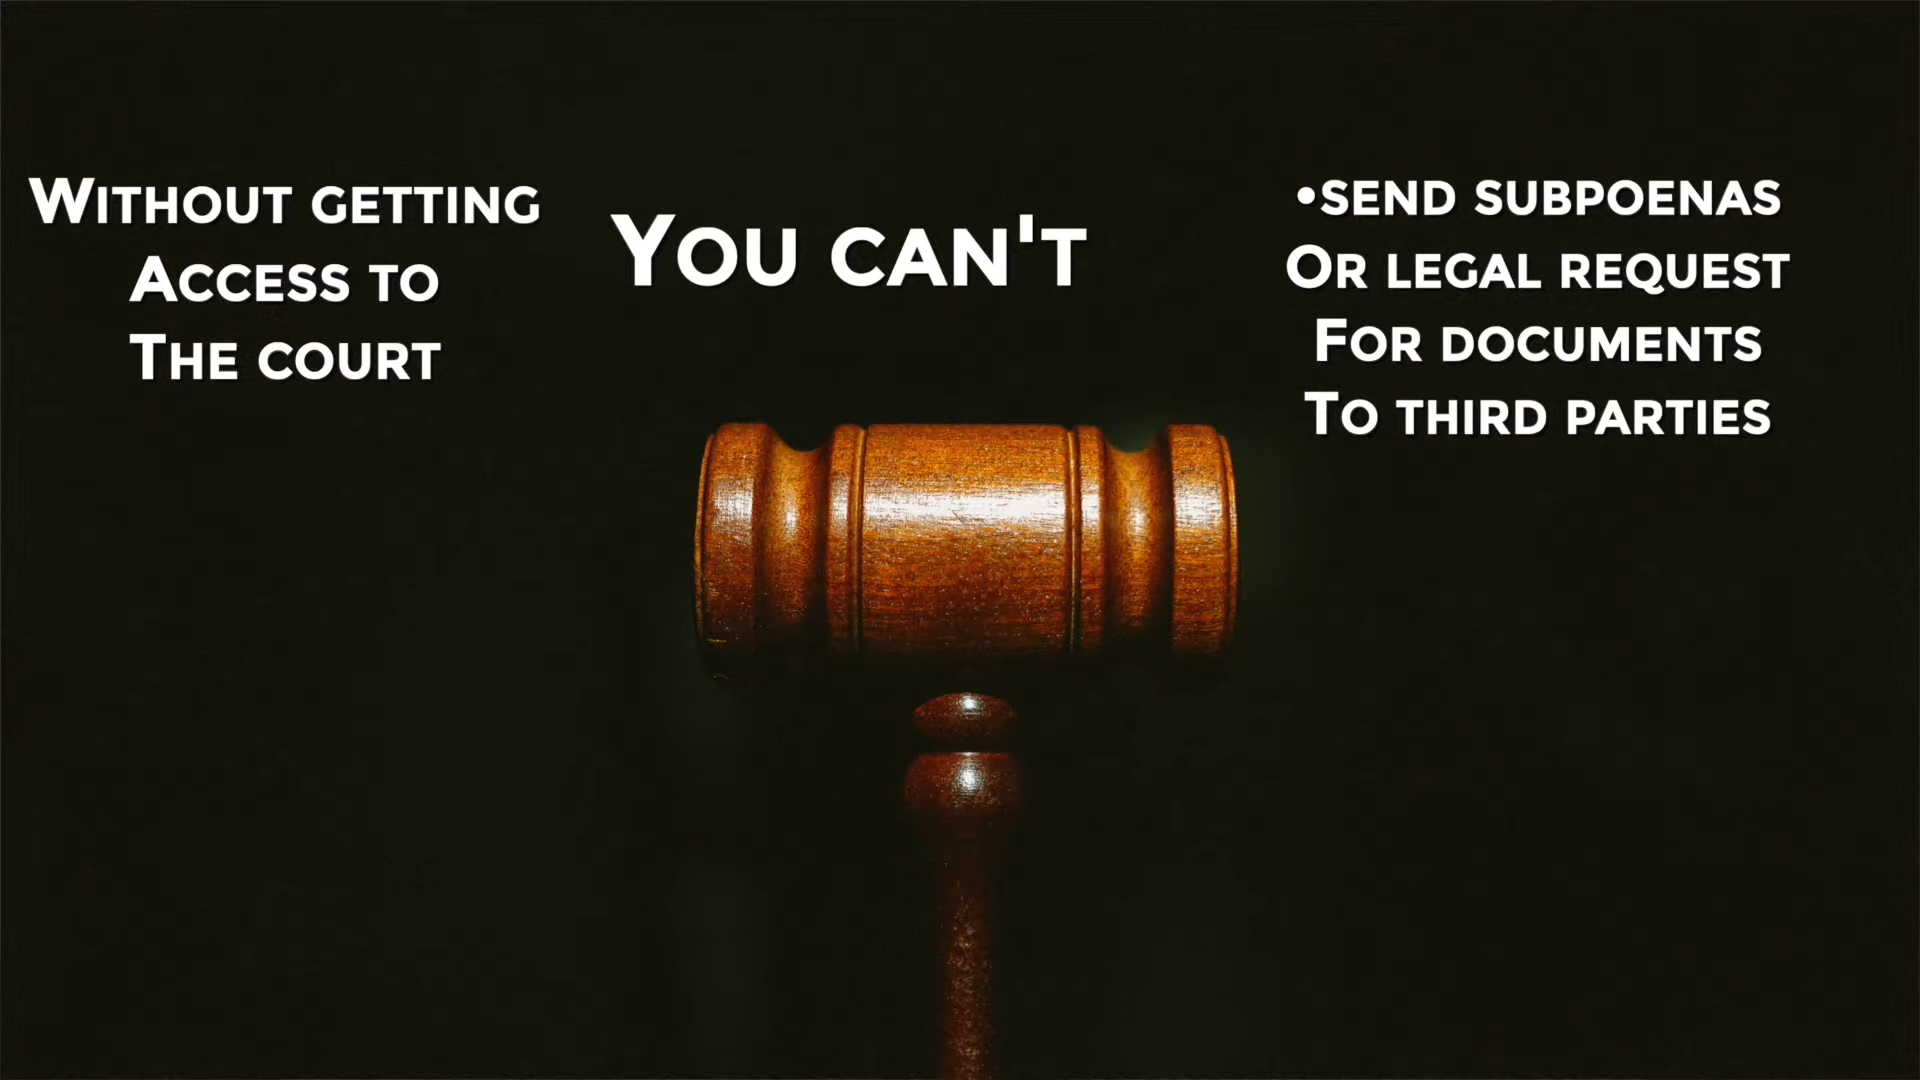 Without getting
Access to
The court
You can't
•send subpoenas
Or legal request
For documents
To third parties